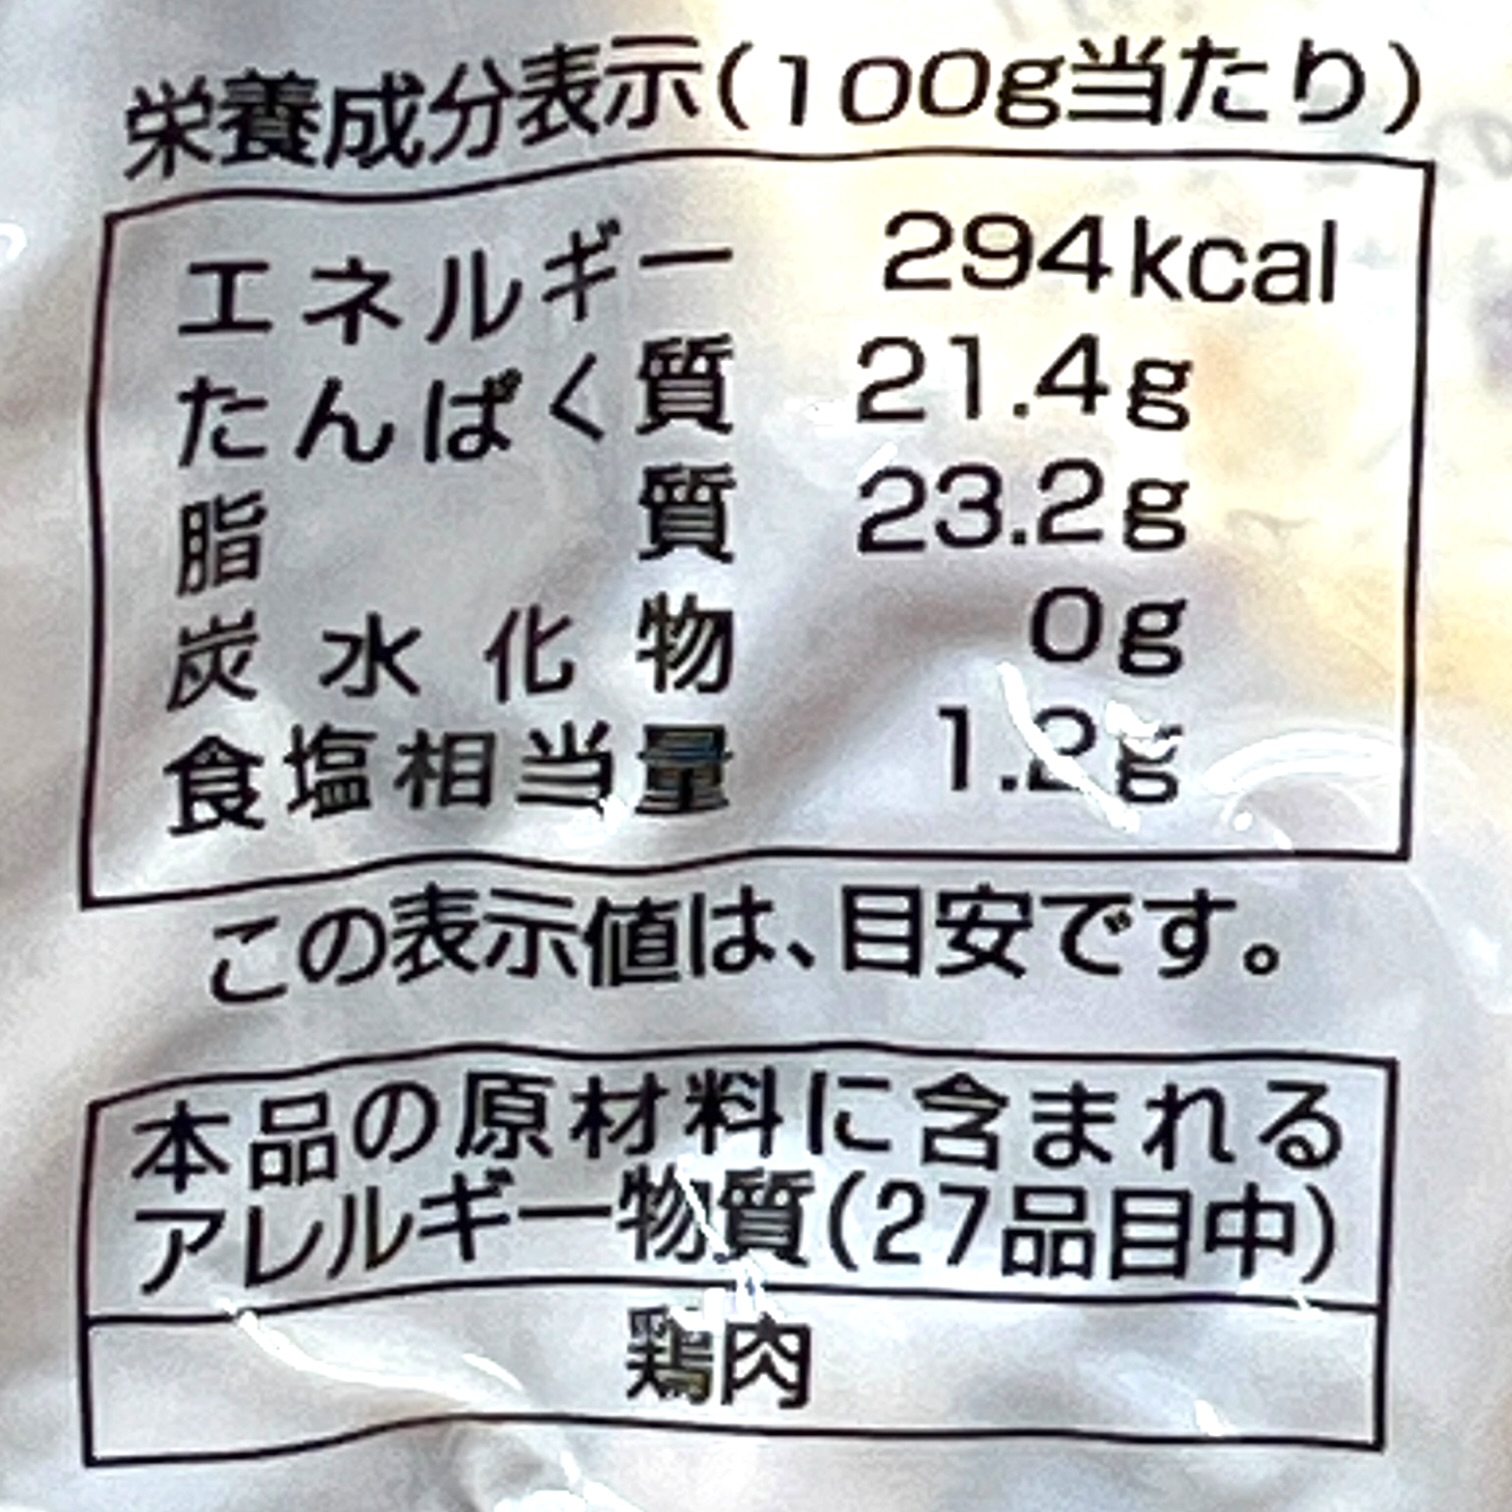 栄養成分表示(100g当たり)
エネルギー 294kcal
たんぱく質 21.4g
脂質 23.2g
炭水化物 0g
食塩相当量 1.2g
この表示値は、目安です。
本品の原材料に含まれる
アレルギー物質(27品目中)
鶏肉